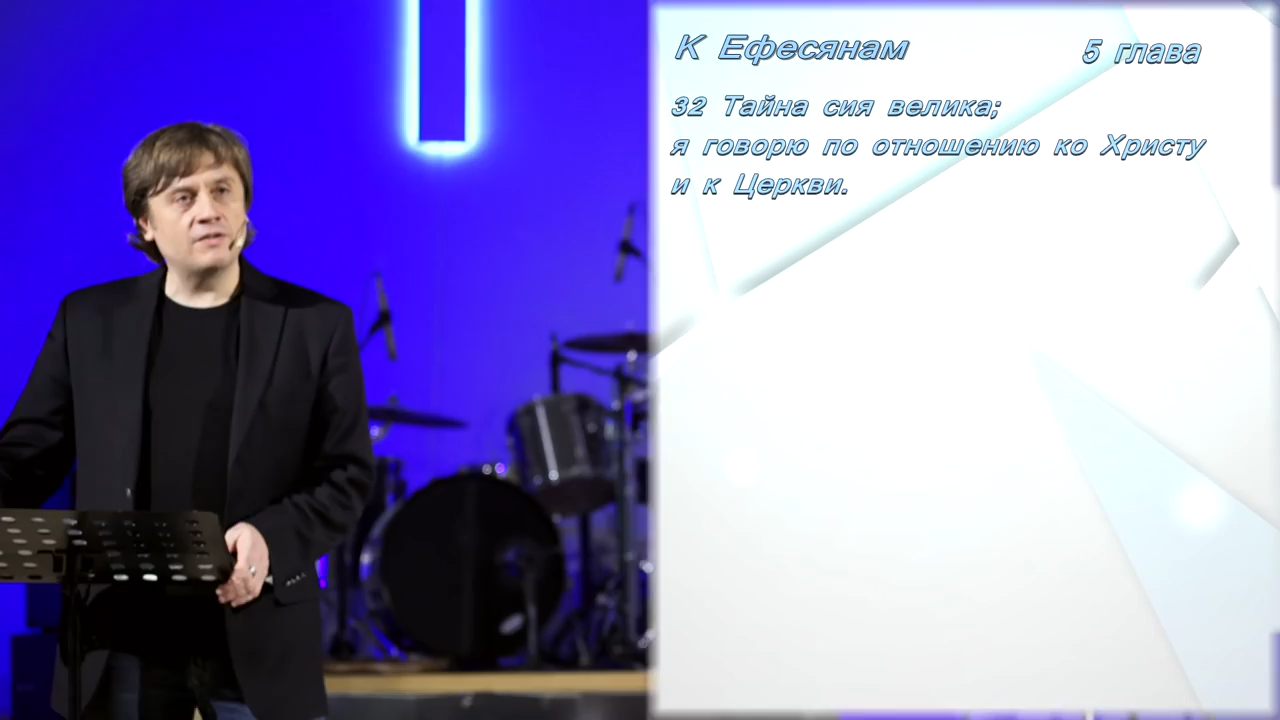 К Ефесянам 5 глава
32 Тайна сия велика;
я говорю по отношению ко Христу
и к Церкви.